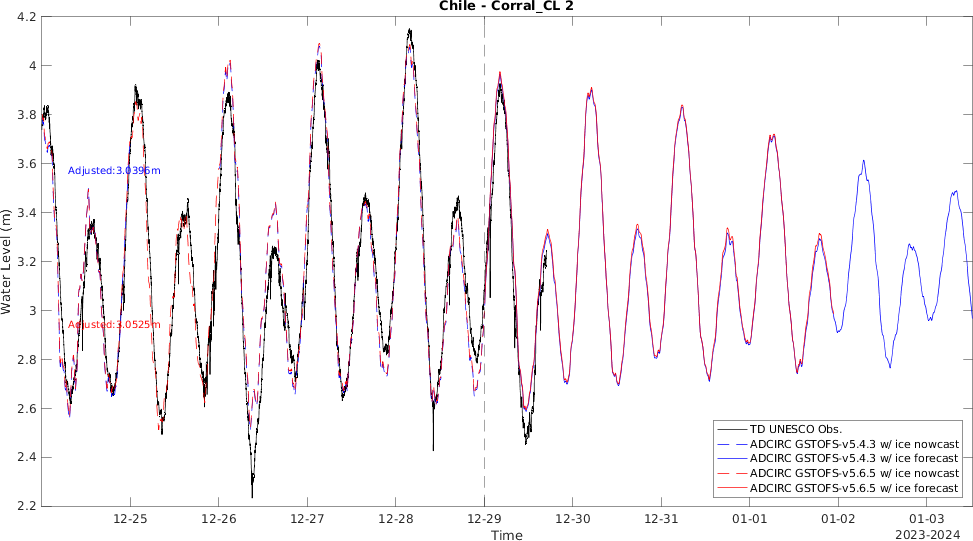 Chile - Corral_CL 2
Water Level (m)
4.2
4
3.8
3.6
3.4
3.2
3
2.8
2.6
2.4
2.2
Adjusted:3.0396m
Adjusted:3.0525m
TD UNESCO Obs.
ADCIRC GSTOFS-v5.4.3 w/ ice nowcast
ADCIRC GSTOFS-v5.4.3 w/ ice forecast
ADCIRC GSTOFS-v5.6.5 w/ ice nowcast
ADCIRC GSTOFS-v5.6.5 w/ ice forecast
12-25 12-26 12-27 12-28 12-29 12-30 12-31 01-01 01-02 01-03
Time
2023-2024